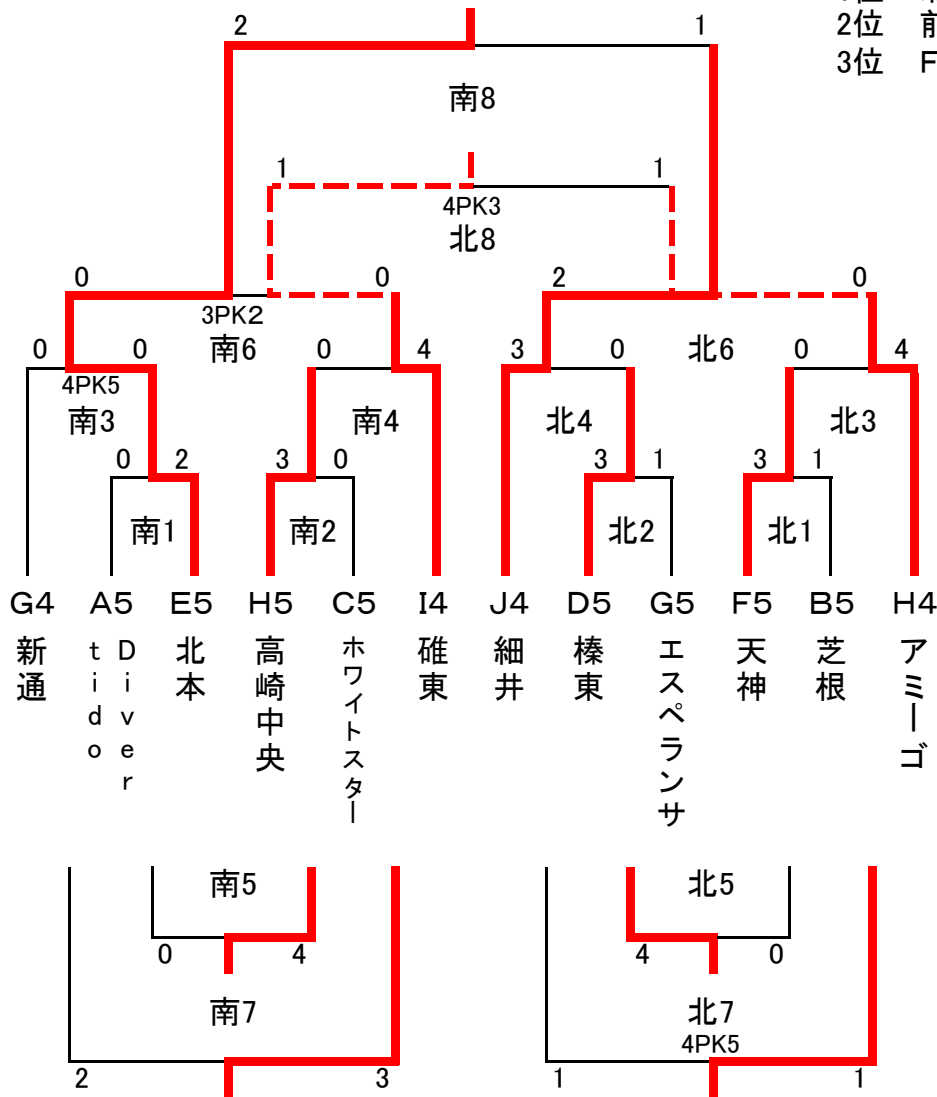 2 1
2位 前
3位 F
南8
1 1
4PK3
北8
0 0 2 0
3PK2
南6 北6
0 0 0 4 3 0 0 4
4PK5
南3 南4 北4 北3
0 2 3 0 3 1 3 1
南1 南2 北2 北1
G4 A5 E5 H5 C5 I4 J4 D5 G5 F5 B5 H4
新通
Diver
tido
北本
高崎中央
ホワイトスター
碓東
細井
榛東
エスペランサ
天神
芝根
アミーゴ
南5 北5
0 4 4 0
南7 北7
4PK5
2 3 1 1